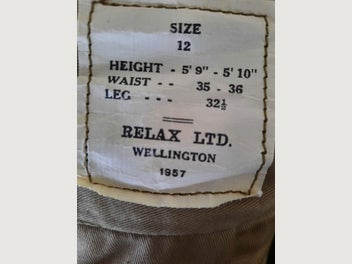 SIZE
12
HEIGHT - 5' 9" - 5' 10"
WAIST - - 35 - 36
LEG - - - 32½
RELAX LTD.
WELLINGTON
1957